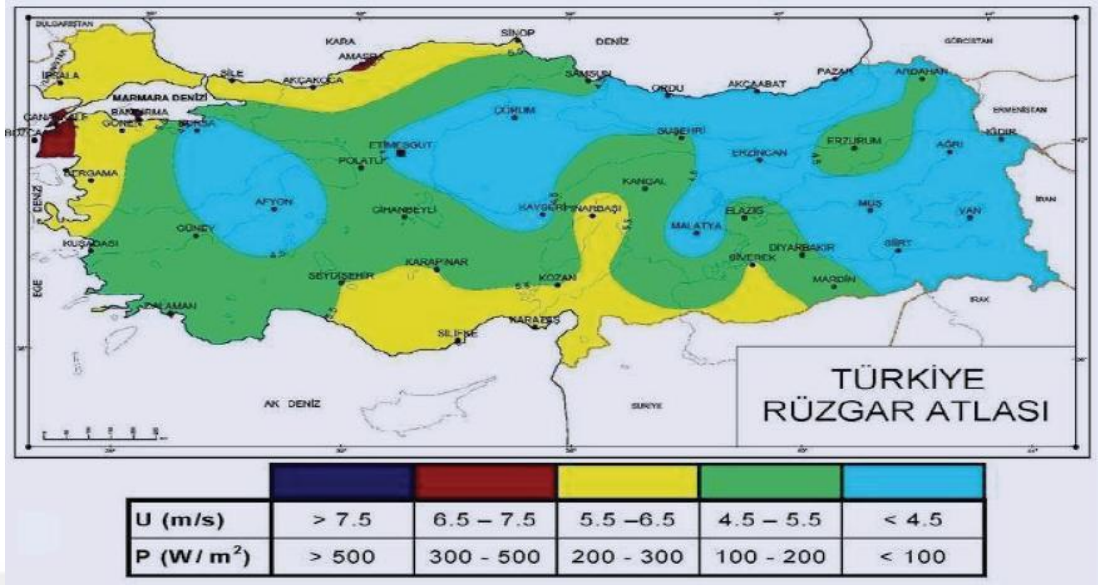 BULGARİSTAN
KARA
SİNOP
DENİZ
GÜRCİSTAN
AMASRA
İPSALA
ŞİLE
AKÇAKOCA
SAMSUN
ORDU
AKÇAABAT
PAZAR
ARDAHAN
MARMARA DENİZİ
ERMENİSTAN
BANDIRMA
GÖNEN
BURSA
ÇORUM
SUŞEHRİ
ERZURUM
IĞDIR
ETİMESGUT
POLATLI
ERZİNCAN
AĞRI
BERGAMA
KANGAL
İRAN
EGE DENİZİ
AFYON
CİHANBEYLİ
KAYSERİ
PINARBAŞI
MALATYA
ELAZIĞ
MUŞ
VAN
KUŞADASI
GÜNEY
DİYARBAKIR
SİİRT
SEYDİŞEHİR
KARAPINAR
KOZAN
SİVEREK
MARDİN
DALAMAN
KARATAŞ
SİLİFKE
IRAK
AK DENİZ
SURİYE
TÜRKİYE
RÜZGAR ATLASI
U (m/s) > 7.5 6.5 – 7.5 5.5 –6.5 4.5 – 5.5 < 4.5
P (W/ m²) > 500 300 - 500 200 - 300 100 - 200 < 100